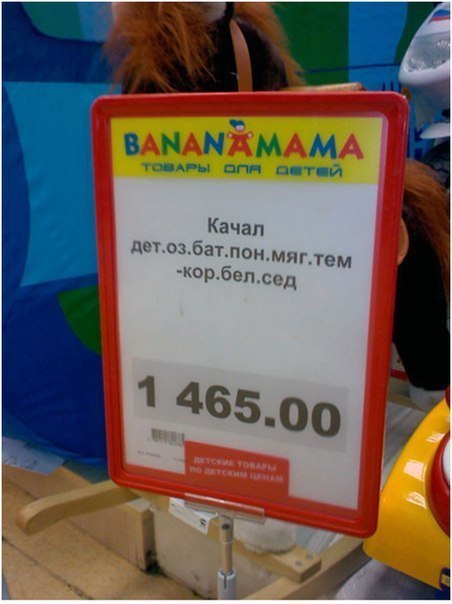 BANANAMAMA
ТОВАРЫ ДЛЯ ДЕТЕЙ
Качал
дет.оз.бат.пон.мяг.тем
-кор.бел.сед
1 465.00
ДЕТСКИЕ ТОВАРЫ
ПО ДЕТСКИМ ЦЕНАМ